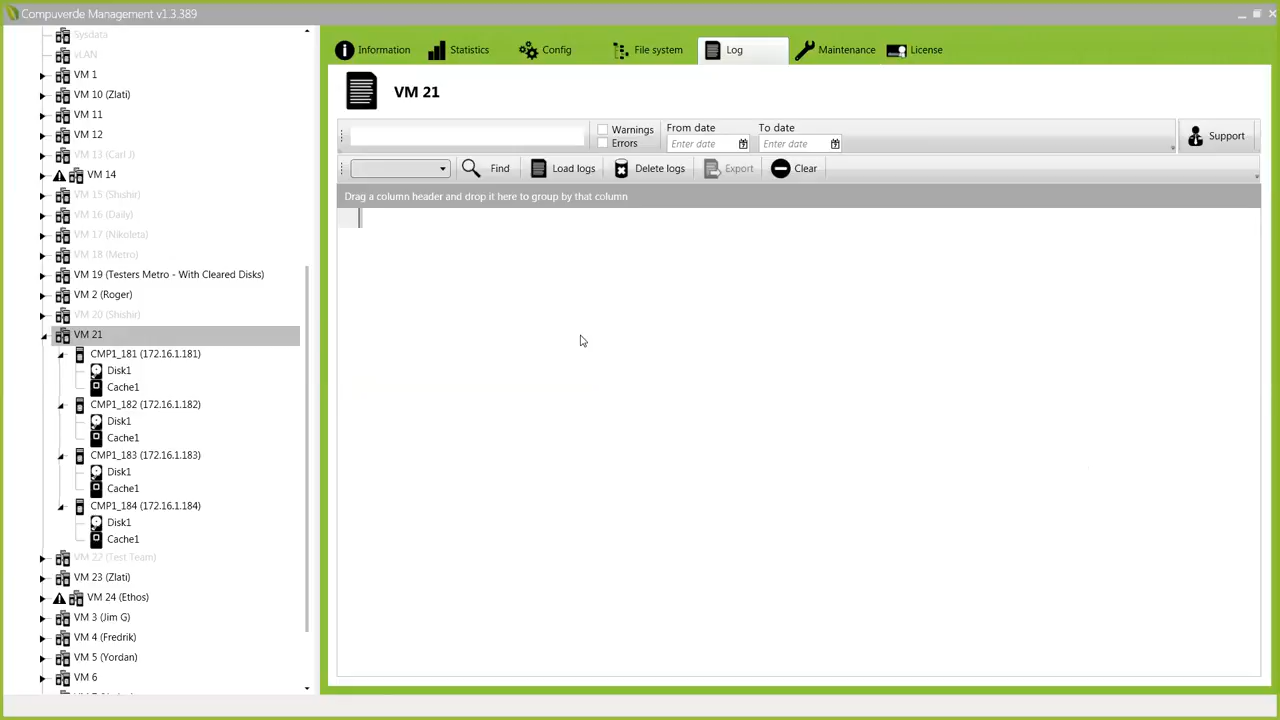 Compuverde Management v1.3.389
Sysdata
vLAN
VM 1
VM 10 (Zlati)
VM 11
VM 12
VM 13 (Carl J)
VM 14
VM 15 (Shishir)
VM 16 (Daily)
VM 17 (Nikoleta)
VM 18 (Metro)
VM 19 (Testers Metro - With Cleared Disks)
VM 2 (Roger)
VM 20 (Shishir)
VM 21
CMP1_181 (172.16.1.181)
Disk1
Cache1
CMP1_182 (172.16.1.182)
Disk1
Cache1
CMP1_183 (172.16.1.183)
Disk1
Cache1
CMP1_184 (172.16.1.184)
Disk1
Cache1
VM 22 (Test Team)
VM 23 (Zlati)
VM 24 (Ethos)
VM 3 (Jim G)
VM 4 (Fredrik)
VM 5 (Yordan)
VM 6
Information Statistics Config File system Log Maintenance License
VM 21
Warnings From date To date
Errors Enter date Enter date Support
Find Load logs Delete logs Export Clear
Drag a column header and drop it here to group by that column